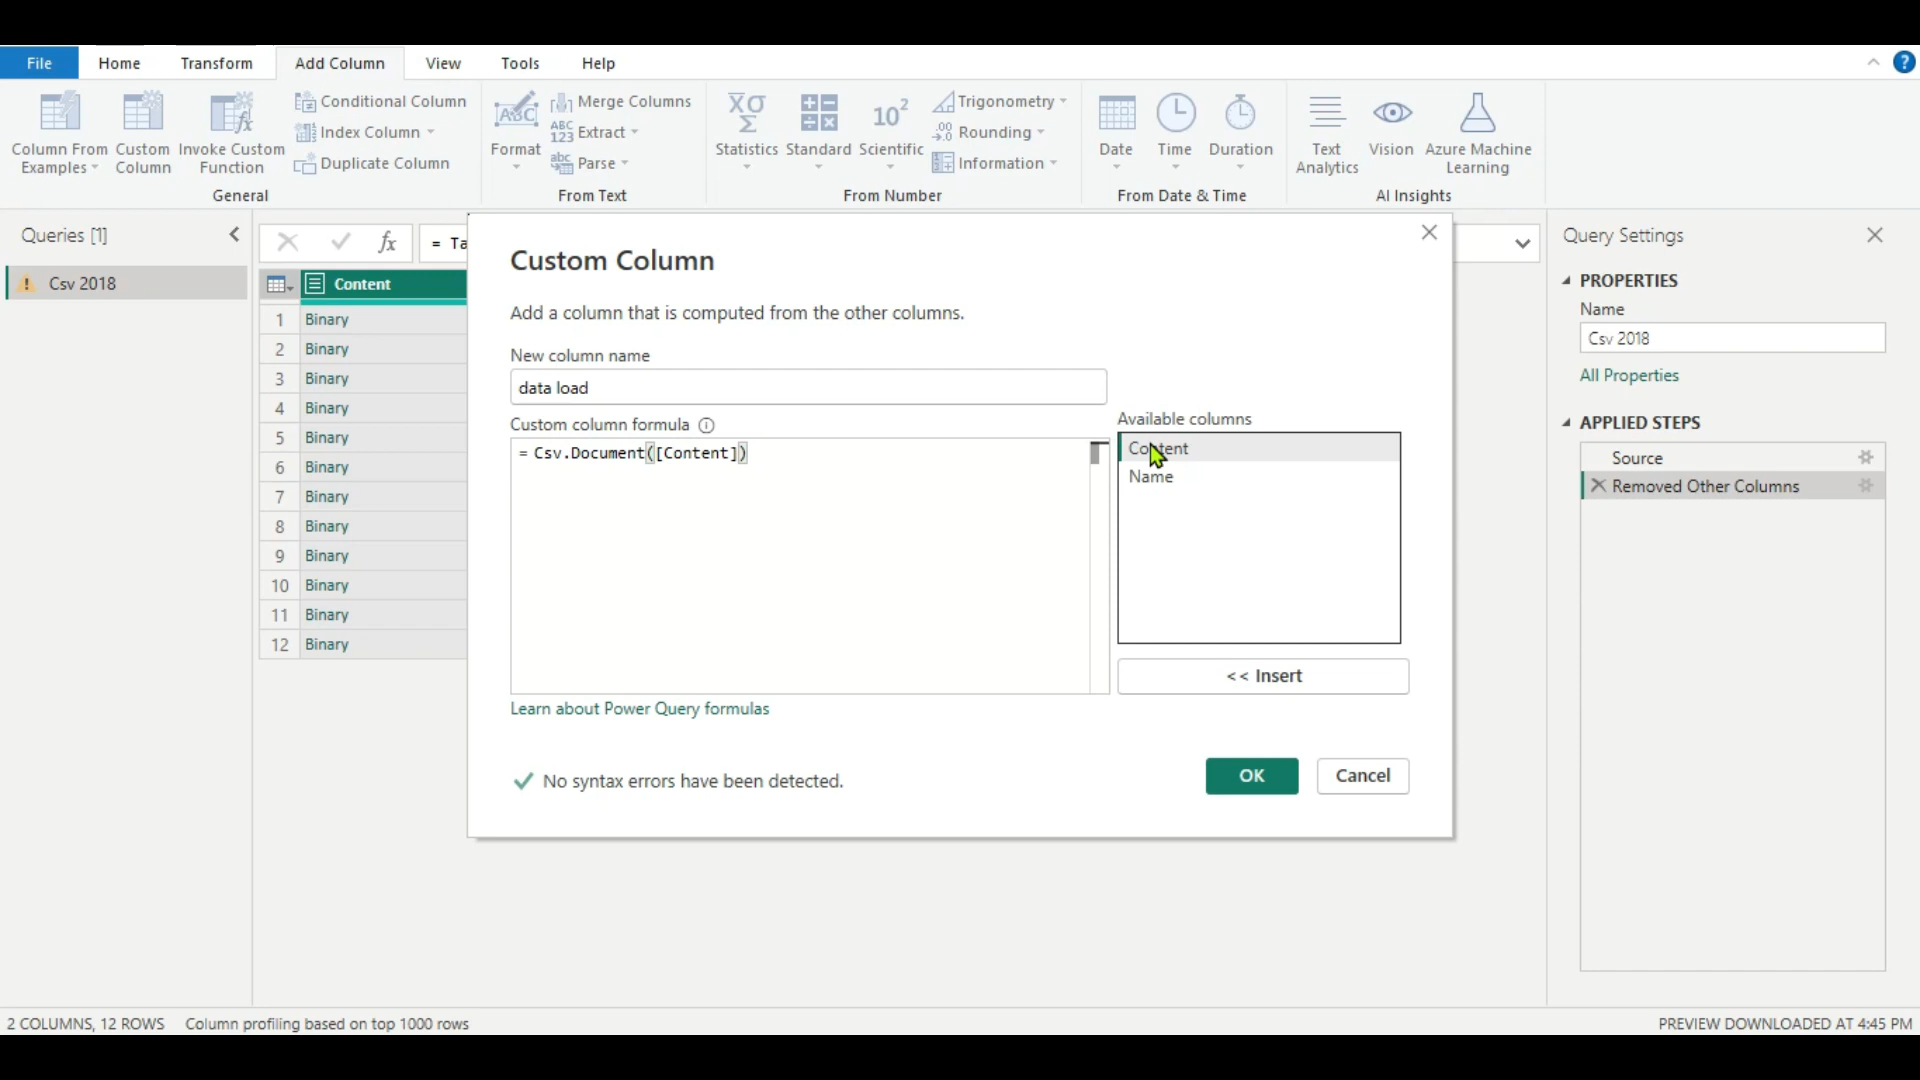 File
Home
Transform
Add Column
View
Tools
Help
Column From
Examples
Custom
Column
Invoke Custom
Function
Conditional Column
Index Column
Duplicate Column
General
Format
Merge Columns
Extract
Parse
From Text
Statistics
Standard
Scientific
Trigonometry
Rounding
Information
From Number
Date
Time
Duration
From Date & Time
Text
Analytics
Vision
Azure Machine
Learning
AI Insights
Queries [1]
Csv 2018
fx
= Ta
Content
1 Binary
2 Binary
3 Binary
4 Binary
5 Binary
6 Binary
7 Binary
8 Binary
9 Binary
10 Binary
11 Binary
12 Binary
Custom Column
Add a column that is computed from the other columns.
New column name
data load
Custom column formula
= Csv.Document([Content])
Available columns
Content
Name
<< Insert
Learn about Power Query formulas
No syntax errors have been detected.
OK
Cancel
Query Settings
PROPERTIES
Name
Csv 2018
All Properties
APPLIED STEPS
Source
Removed Other Columns
2 COLUMNS, 12 ROWS
Column profiling based on top 1000 rows
PREVIEW DOWNLOADED AT 4:45 PM